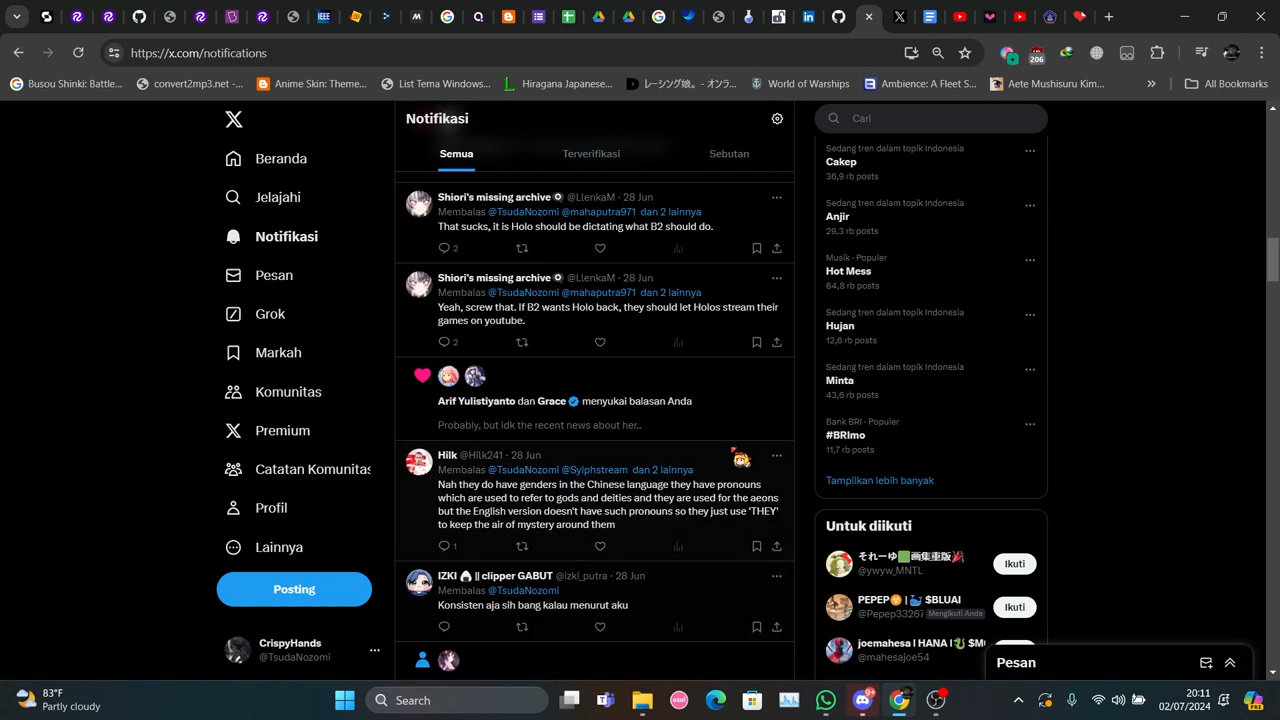 https://x.com/notifications
206
Busou Shinki: Battle...
convert2mp3.net -...
Anime Skin: Theme...
List Tema Windows...
Hiragana Japanese...
レーシング娘。- オンラ...
World of Warships
Ambience: A Fleet S...
Aete Mushisuru Kim...
All Bookmarks
Beranda
Jelajahi
Notifikasi
Pesan
Grok
Markah
Komunitas
Premium
Catatan Komunitas
Profil
Lainnya
Posting
CrispyHands
@TsudaNozomi
Notifikasi
Semua
Terverifikasi
Sebutan
Shiori's missing archive @LlenkaM · 28 Jun
Membalas @TsudaNozomi @mahaputra971 dan 2 lainnya
That sucks, it is Holo should be dictating what B2 should do.
2
Shiori's missing archive @LlenkaM · 28 Jun
Membalas @TsudaNozomi @mahaputra971 dan 2 lainnya
Yeah, screw that. If B2 wants Holo back, they should let Holos stream their
games on youtube.
2
Arif Yulistiyanto dan Grace menyukai balasan Anda
Probably, but idk the recent news about her..
Hilk @Hilk241 · 28 Jun
Membalas @TsudaNozomi @Sylphstream dan 2 lainnya
Nah they do have genders in the Chinese language they have pronouns
which are used to refer to gods and deities and they are used for the aeons
but the English version doesn't have such pronouns so they just use 'THEY'
to keep the air of mystery around them
1
IZKI || clipper GABUT @izki_putra · 28 Jun
Membalas @TsudaNozomi
Konsisten aja sih bang kalau menurut aku
Cari
Sedang tren dalam topik Indonesia
Cakep
36,9 rb posts
Sedang tren dalam topik Indonesia
Anjir
29,3 rb posts
Musik · Populer
Hot Mess
64,8 rb posts
Sedang tren dalam topik Indonesia
Hujan
12,6 rb posts
Sedang tren dalam topik Indonesia
Minta
43,6 rb posts
Bank BRI · Populer
#BRImo
11,7 rb posts
Tampilkan lebih banyak
Untuk diikuti
それーゆ🟩画集重版🎉
@ywyw_MNTL
Ikuti
PEPEP | 🐳 $BLUAI
@Pepep33267 Mengikuti Anda
Ikuti
joemahesa | HANA |
@mahesajoe54
Pesan
83°F
Partly cloudy
Search
20:11
02/07/2024